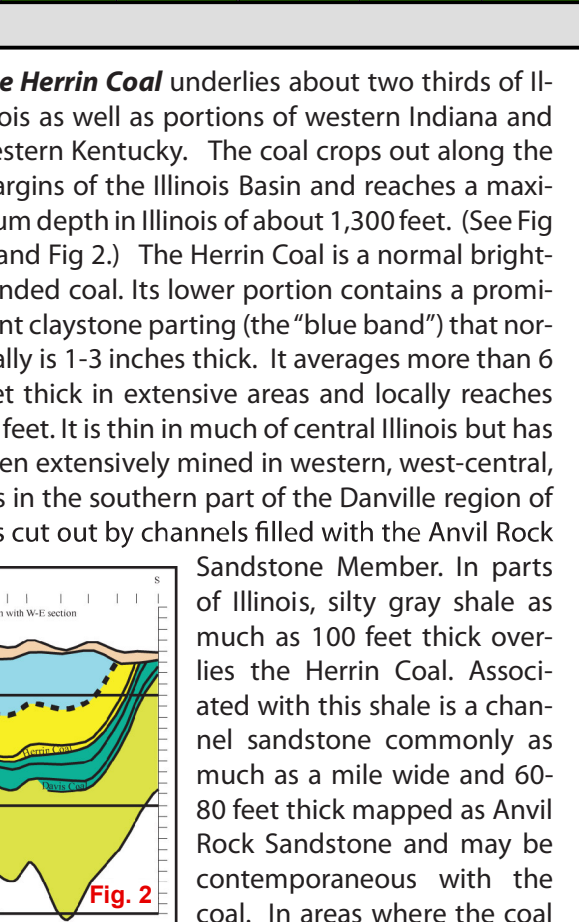 e Herrin Coal underlies about two thirds of Il-
ois as well as portions of western Indiana and
estern Kentucky. The coal crops out along the
argins of the Illinois Basin and reaches a maxi-
um depth in Illinois of about 1,300 feet. (See Fig
and Fig 2.) The Herrin Coal is a normal bright-
nded coal. Its lower portion contains a promi-
nt claystone parting (the “blue band”) that nor-
ally is 1-3 inches thick. It averages more than 6
et thick in extensive areas and locally reaches
feet. It is thin in much of central Illinois but has
en extensively mined in western, west-central,
s in the southern part of the Danville region of
s cut out by channels filled with the Anvil Rock
Sandstone Member. In parts
of Illinois, silty gray shale as
much as 100 feet thick over-
lies the Herrin Coal. Associ-
ated with this shale is a chan-
nel sandstone commonly as
much as a mile wide and 60-
80 feet thick mapped as Anvil
Rock Sandstone and may be
contemporaneous with the
coal. In areas where the coal
S
n with W-E section
Herrin Coal
Davis Coal
Fig. 2